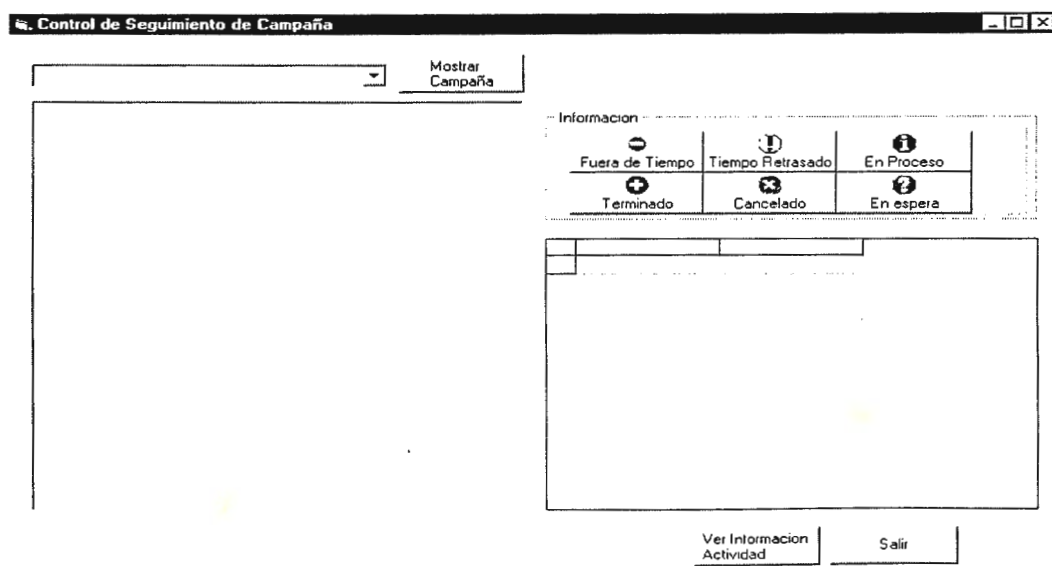 Control de Seguimiento de Campaña
Mostrar
Campaña
Informacion
Fuera de Tiempo
Tiempo Retrasado
En Proceso
Terminado
Cancelado
En espera
Ver Informacion
Actividad
Salir